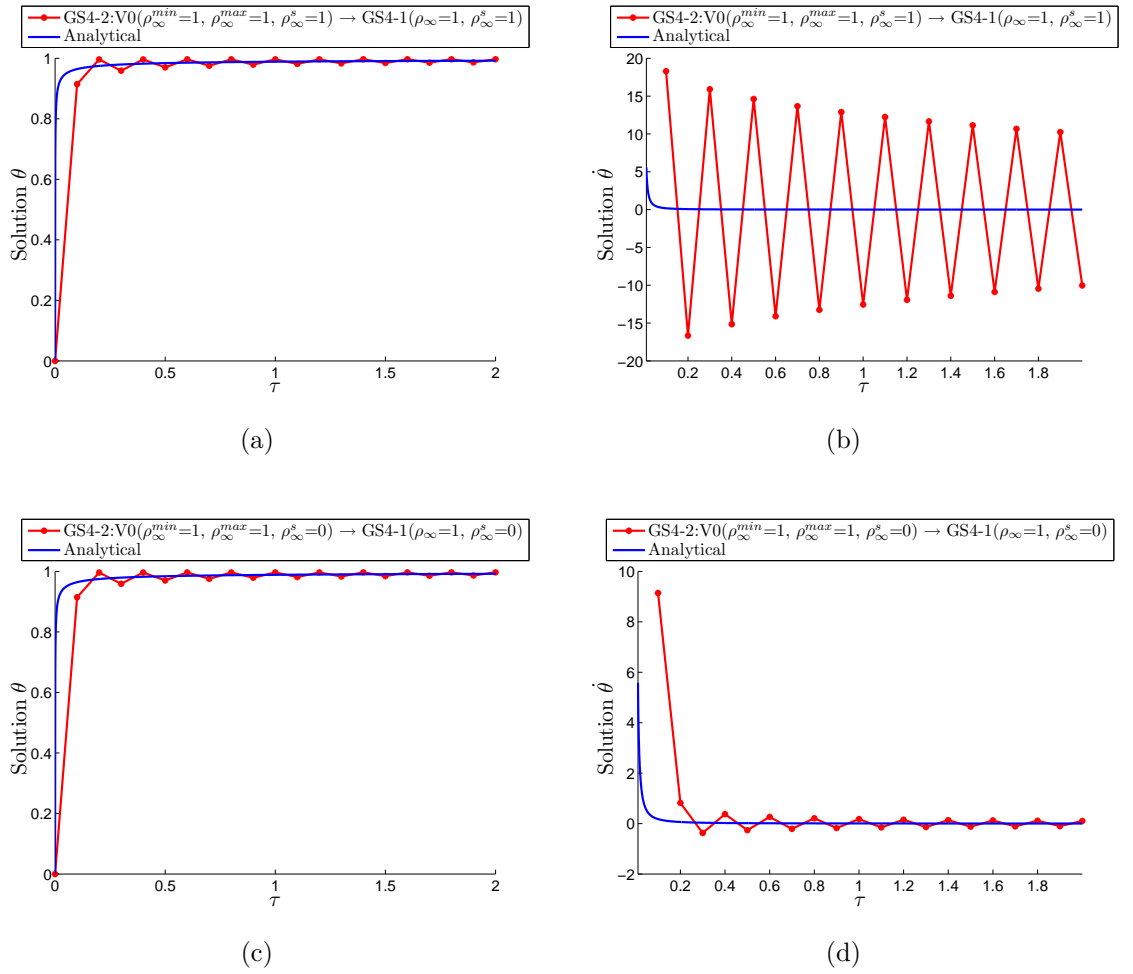 GS4-2:V0(ρ∞^min=1, ρ∞^max=1, ρ∞^s=1) → GS4-1(ρ∞=1, ρ∞^s=1)
Analytical
1
0.8
0.6
0.4
0.2
0
Solution θ
0 0.5 1 1.5 2
τ
(a)
GS4-2:V0(ρ∞^min=1, ρ∞^max=1, ρ∞^s=1) → GS4-1(ρ∞=1, ρ∞^s=1)
Analytical
20
15
10
5
0
−5
−10
−15
−20
Solution θ̇
0.2 0.4 0.6 0.8 1 1.2 1.4 1.6 1.8
τ
(b)
GS4-2:V0(ρ∞^min=1, ρ∞^max=1, ρ∞^s=0) → GS4-1(ρ∞=1, ρ∞^s=0)
Analytical
1
0.8
0.6
0.4
0.2
0
Solution θ
0 0.5 1 1.5 2
τ
(c)
GS4-2:V0(ρ∞^min=1, ρ∞^max=1, ρ∞^s=0) → GS4-1(ρ∞=1, ρ∞^s=0)
Analytical
10
8
6
4
2
0
−2
Solution θ̇
0.2 0.4 0.6 0.8 1 1.2 1.4 1.6 1.8
τ
(d)